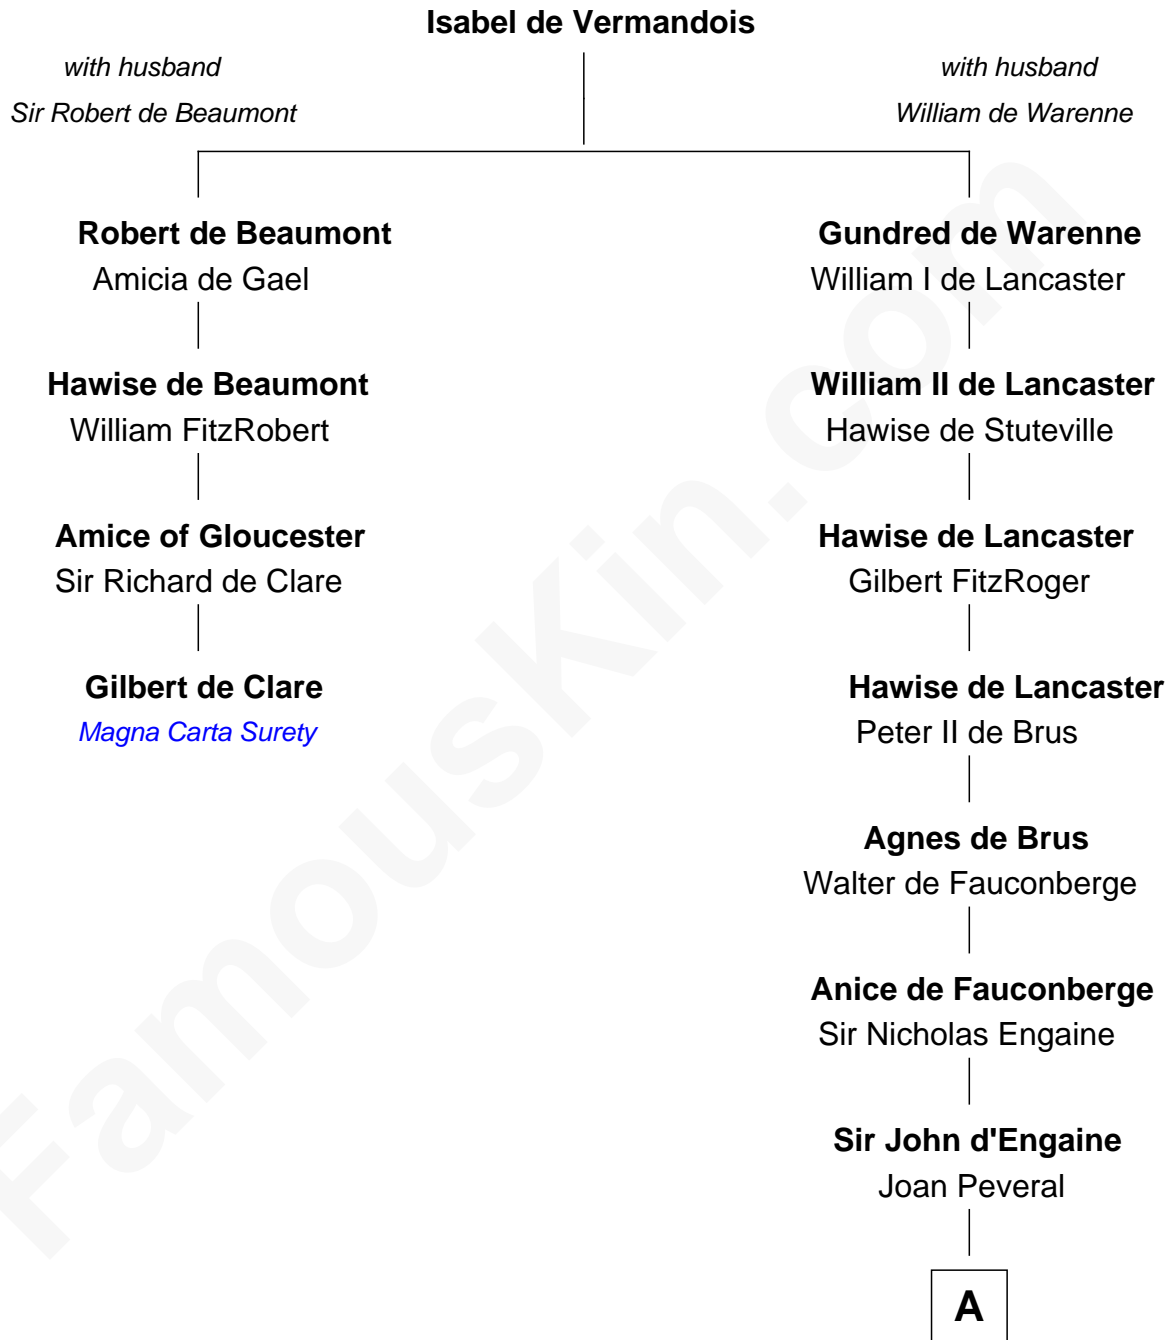 Isabel de Vermandois
with husband
Sir Robert de Beaumont
with husband
William de Warenne
Robert de Beaumont
Amicia de Gael
Gundred de Warenne
William I de Lancaster
Hawise de Beaumont
William FitzRobert
William II de Lancaster
Hawise de Stuteville
Amice of Gloucester
Sir Richard de Clare
Hawise de Lancaster
Gilbert FitzRoger
Gilbert de Clare
Magna Carta Surety
Hawise de Lancaster
Peter II de Brus
Agnes de Brus
Walter de Fauconberge
Anice de Fauconberge
Sir Nicholas Engaine
Sir John d'Engaine
Joan Peveral
A
FamousKin.com